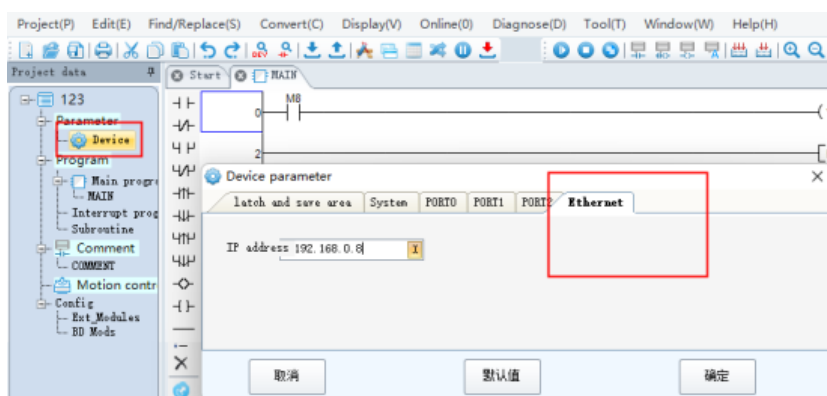 Project(P) Edit(E) Find/Replace(S) Convert(C) Display(V) Online(0) Diagnose(D) Tool(T) Window(W) Help(H)
DEV
Project data
Start MAIN
123
Parameter
Device
Program
Main progr
MAIN
Interrupt prog
Subroutine
Comment
COMMENT
Motion contr
Config
Ext_Modules
BD Mods
M8
0
2
Device parameter
latch and save area System PORT0 PORT1 PORT2 Ethernet
IP address 192.168.0.8
取消 默认值 确定